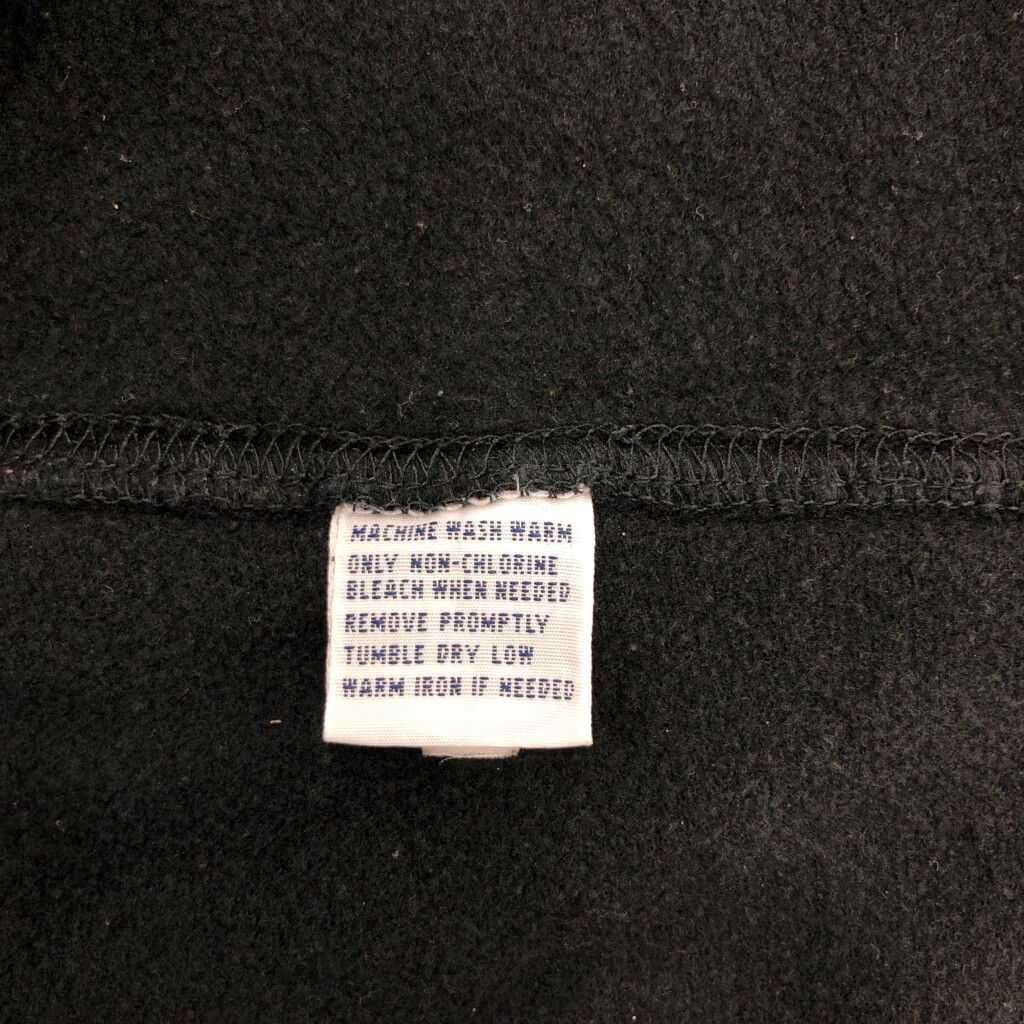 MACHINE WASH WARM
ONLY NON-CHLORINE
BLEACH WHEN NEEDED
REMOVE PROMPTLY
TUMBLE DRY LOW
WARM IRON IF NEEDED